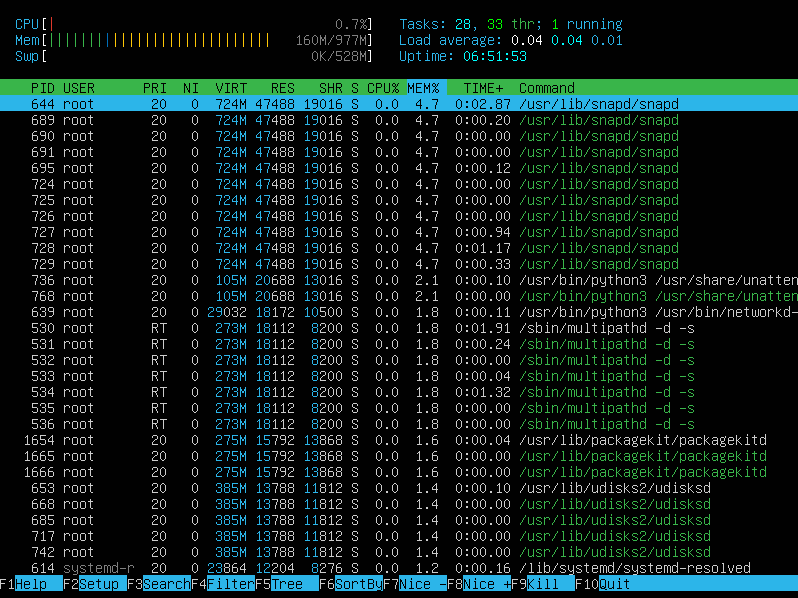 CPU[| 0.7%] Tasks: 28, 33 thr; 1 running
Mem[|||||||||||||||||||||||||||| 160M/977M] Load average: 0.04 0.04 0.01
Swp[ 0K/528M] Uptime: 06:51:53
PID USER PRI NI VIRT RES SHR S CPU% MEM% TIME+ Command
644 root 20 0 724M 47488 19016 S 0.0 4.7 0:02.87 /usr/lib/snapd/snapd
689 root 20 0 724M 47488 19016 S 0.0 4.7 0:00.20 /usr/lib/snapd/snapd
690 root 20 0 724M 47488 19016 S 0.0 4.7 0:00.00 /usr/lib/snapd/snapd
691 root 20 0 724M 47488 19016 S 0.0 4.7 0:00.00 /usr/lib/snapd/snapd
695 root 20 0 724M 47488 19016 S 0.0 4.7 0:00.12 /usr/lib/snapd/snapd
724 root 20 0 724M 47488 19016 S 0.0 4.7 0:00.00 /usr/lib/snapd/snapd
725 root 20 0 724M 47488 19016 S 0.0 4.7 0:00.00 /usr/lib/snapd/snapd
726 root 20 0 724M 47488 19016 S 0.0 4.7 0:00.00 /usr/lib/snapd/snapd
727 root 20 0 724M 47488 19016 S 0.0 4.7 0:00.94 /usr/lib/snapd/snapd
728 root 20 0 724M 47488 19016 S 0.0 4.7 0:01.17 /usr/lib/snapd/snapd
729 root 20 0 724M 47488 19016 S 0.0 4.7 0:00.33 /usr/lib/snapd/snapd
736 root 20 0 105M 20688 13016 S 0.0 2.1 0:00.10 /usr/bin/python3 /usr/share/unatten
768 root 20 0 105M 20688 13016 S 0.0 2.1 0:00.00 /usr/bin/python3 /usr/share/unatten
639 root 20 0 29032 18172 10500 S 0.0 1.8 0:00.11 /usr/bin/python3 /usr/bin/networkd-
530 root RT 0 273M 18112 8200 S 0.0 1.8 0:01.91 /sbin/multipathd -d -s
531 root RT 0 273M 18112 8200 S 0.0 1.8 0:00.24 /sbin/multipathd -d -s
532 root RT 0 273M 18112 8200 S 0.0 1.8 0:00.00 /sbin/multipathd -d -s
533 root RT 0 273M 18112 8200 S 0.0 1.8 0:00.04 /sbin/multipathd -d -s
534 root RT 0 273M 18112 8200 S 0.0 1.8 0:01.32 /sbin/multipathd -d -s
535 root RT 0 273M 18112 8200 S 0.0 1.8 0:00.00 /sbin/multipathd -d -s
536 root RT 0 273M 18112 8200 S 0.0 1.8 0:00.00 /sbin/multipathd -d -s
1654 root 20 0 275M 15792 13868 S 0.0 1.6 0:00.04 /usr/lib/packagekit/packagekitd
1665 root 20 0 275M 15792 13868 S 0.0 1.6 0:00.00 /usr/lib/packagekit/packagekitd
1666 root 20 0 275M 15792 13868 S 0.0 1.6 0:00.00 /usr/lib/packagekit/packagekitd
653 root 20 0 385M 13788 11812 S 0.0 1.4 0:00.10 /usr/lib/udisks2/udisksd
668 root 20 0 385M 13788 11812 S 0.0 1.4 0:00.00 /usr/lib/udisks2/udisksd
685 root 20 0 385M 13788 11812 S 0.0 1.4 0:00.00 /usr/lib/udisks2/udisksd
717 root 20 0 385M 13788 11812 S 0.0 1.4 0:00.00 /usr/lib/udisks2/udisksd
742 root 20 0 385M 13788 11812 S 0.0 1.4 0:00.00 /usr/lib/udisks2/udisksd
614 systemd-r 20 0 23864 12204 8276 S 0.0 1.2 0:00.16 /lib/systemd/systemd-resolved
F1Help F2Setup F3SearchF4FilterF5Tree F6SortByF7Nice -F8Nice +F9Kill F10Quit